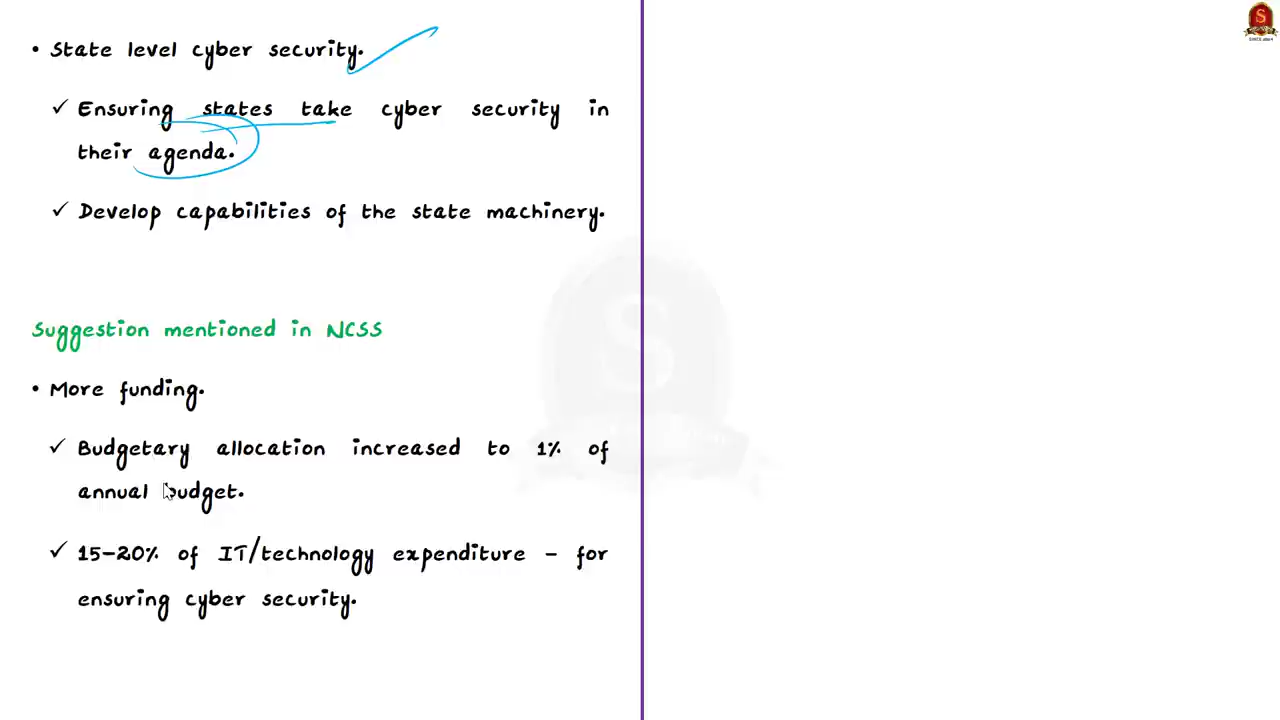 • State level cyber security.
✓ Ensuring states take cyber security in
their agenda.
✓ Develop capabilities of the state machinery.
Suggestion mentioned in NCSS
• More funding.
✓ Budgetary allocation increased to 1% of
annual budget.
✓ 15-20% of IT/technology expenditure - for
ensuring cyber security.
S